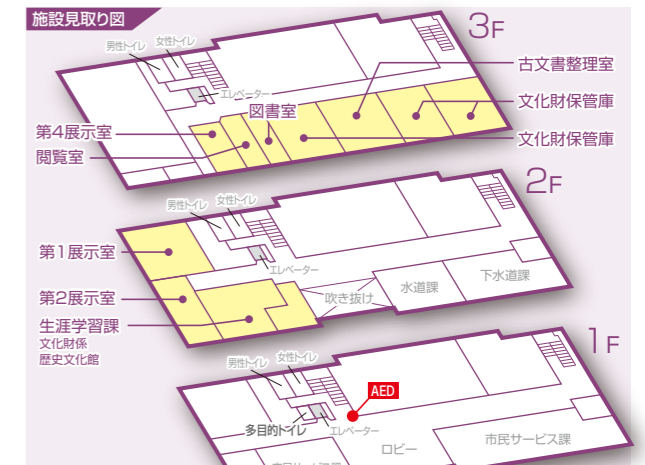 施設見取り図
3F
男性トイレ
女性トイレ
エレベーター
図書室
古文書整理室
文化財保管庫
文化財保管庫
第4展示室
閲覧室
2F
男性トイレ
女性トイレ
エレベーター
第1展示室
第2展示室
生涯学習課
文化財係
歴史文化館
吹き抜け
水道課
下水道課
1F
男性トイレ
女性トイレ
AED
多目的トイレ
エレベーター
ロビー
市民サービス課